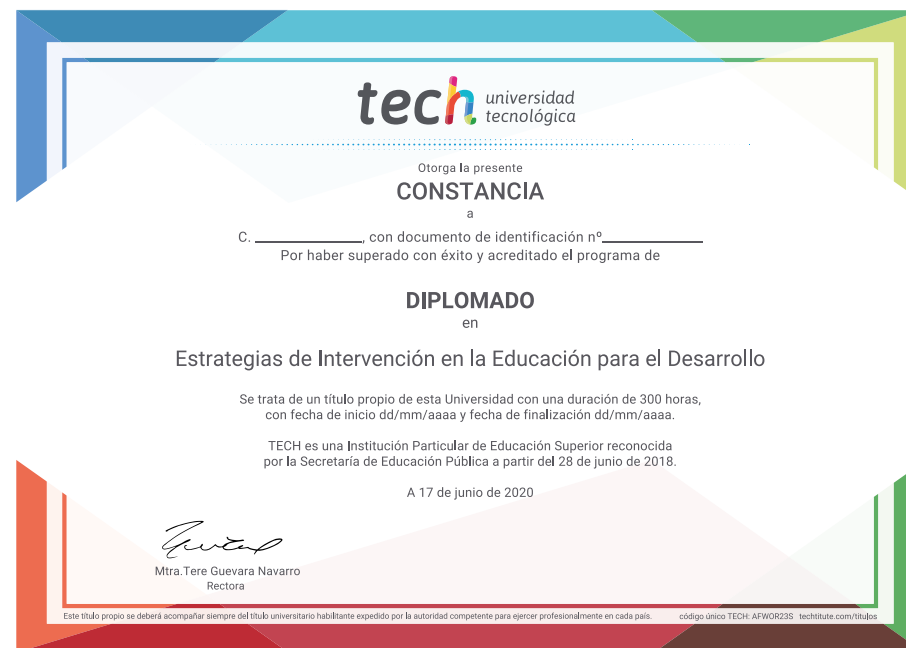 tech universidad
tecnológica
Otorga la presente
CONSTANCIA
a
C. ____________, con documento de identificación nº____________
Por haber superado con éxito y acreditado el programa de
DIPLOMADO
en
Estrategias de Intervención en la Educación para el Desarrollo
Se trata de un título propio de esta Universidad con una duración de 300 horas,
con fecha de inicio dd/mm/aaaa y fecha de finalización dd/mm/aaaa.
TECH es una Institución Particular de Educación Superior reconocida
por la Secretaría de Educación Pública a partir del 28 de junio de 2018.
A 17 de junio de 2020
Mtra.Tere Guevara Navarro
Rectora
Este título propio se deberá acompañar siempre del título universitario habilitante expedido por la autoridad competente para ejercer profesionalmente en cada país. código único TECH: AFWOR23S techtitute.com/títulos